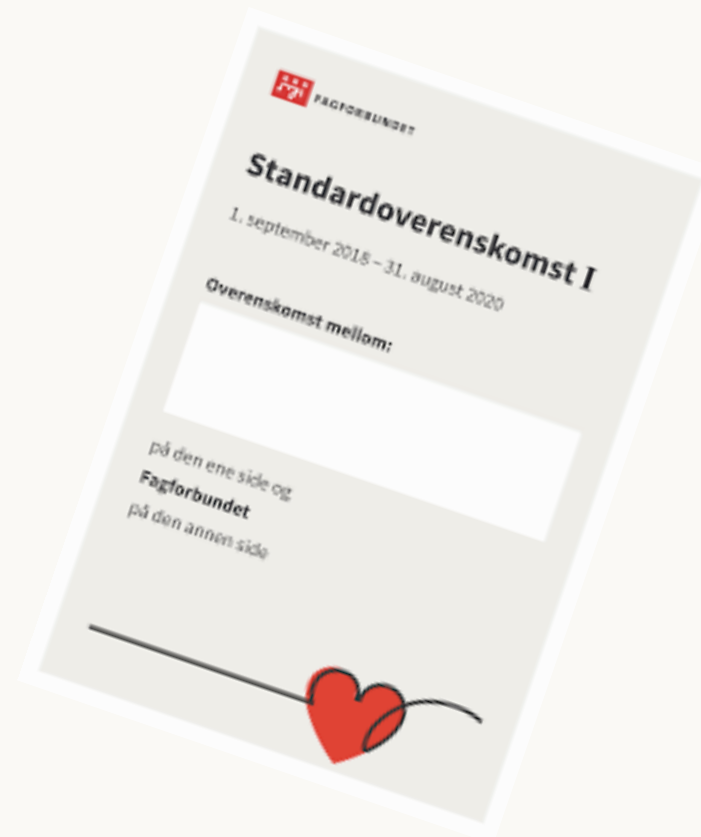 FAGFORBUNDET
Standardoverenskomst I
1. september 2018 – 31. august 2020
Overenskomst mellom:
på den ene side og
Fagforbundet
på den annen side